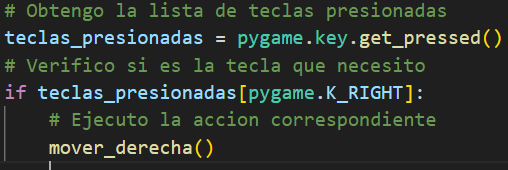 # Obtengo la lista de teclas presionadas
teclas_presionadas = pygame.key.get_pressed()
# Verifico si es la tecla que necesito
if teclas_presionadas[pygame.K_RIGHT]:
    # Ejecuto la accion correspondiente
    mover_derecha()